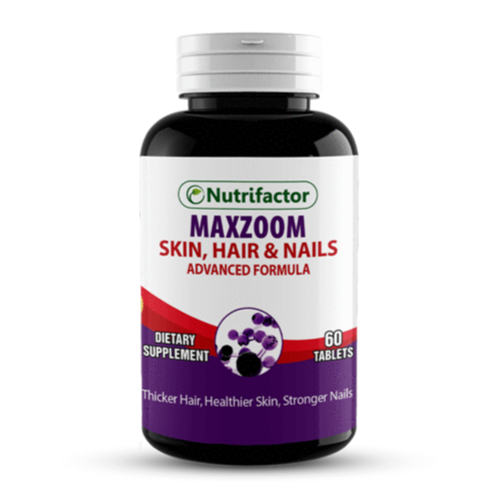 Nutrifactor
MAXZOOM
SKIN, HAIR & NAILS
ADVANCED FORMULA
DIETARY
SUPPLEMENT
60
TABLETS
Thicker Hair, Healthier Skin, Stronger Nails